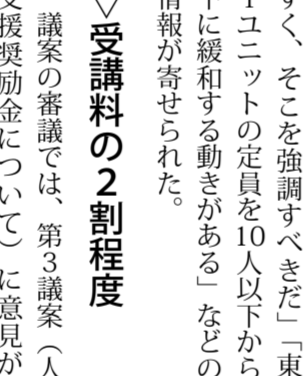 すく、そこを強調すべきだ」「東
ユニットの定員を10人以下から
下に緩和する動きがある」などの
情報が寄せられた。
▽受講料の2割程度
議案の審議では、第3議案（人
支援奨励金について）に意見が